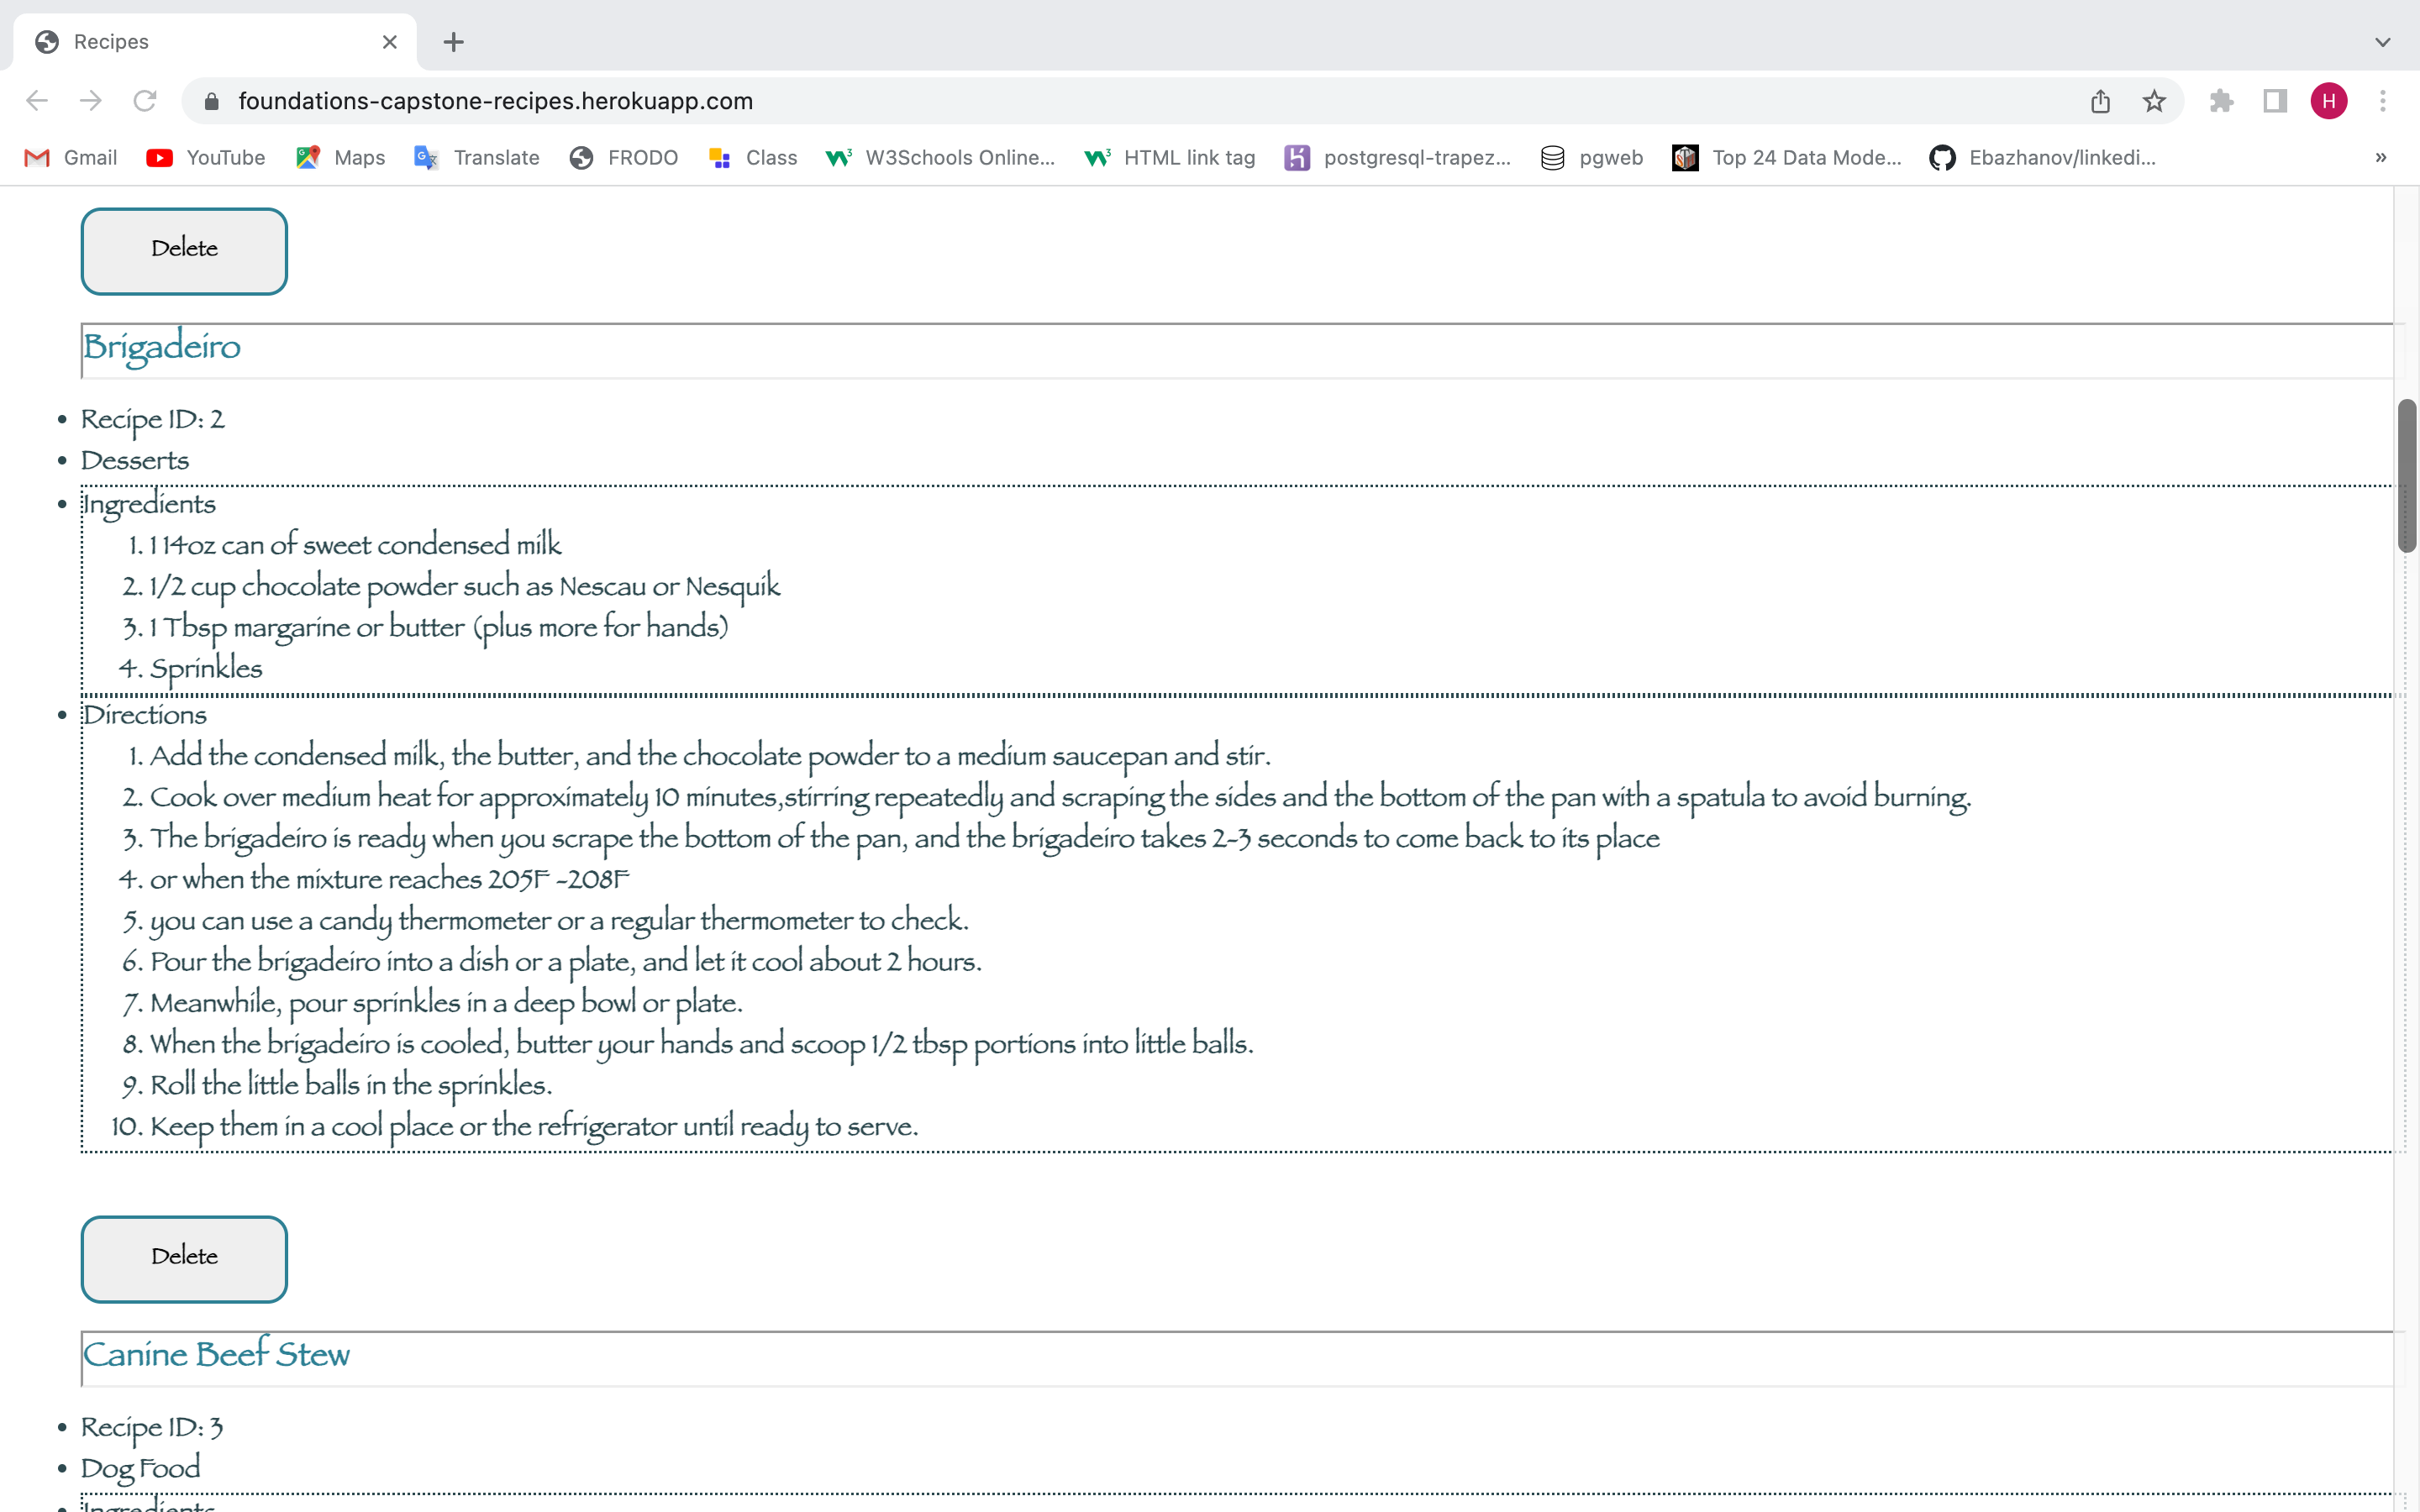 Recipes
foundations-capstone-recipes.herokuapp.com
H
Gmail YouTube Maps Translate FRODO Class W3Schools Online... HTML link tag postgresql-trapez... pgweb Top 24 Data Mode... Ebazhanov/linkedi... »
Delete
Brigadeiro
• Recipe ID: 2
• Desserts
• Ingredients
1. 1 14oz can of sweet condensed milk
2. 1/2 cup chocolate powder such as Nescau or Nesquik
3. 1 Tbsp margarine or butter (plus more for hands)
4. Sprinkles
• Directions
1. Add the condensed milk, the butter, and the chocolate powder to a medium saucepan and stir.
2. Cook over medium heat for approximately 10 minutes,stirring repeatedly and scraping the sides and the bottom of the pan with a spatula to avoid burning.
3. The brigadeiro is ready when you scrape the bottom of the pan, and the brigadeiro takes 2-3 seconds to come back to its place
4. or when the mixture reaches 205F -208F
5. you can use a candy thermometer or a regular thermometer to check.
6. Pour the brigadeiro into a dish or a plate, and let it cool about 2 hours.
7. Meanwhile, pour sprinkles in a deep bowl or plate.
8. When the brigadeiro is cooled, butter your hands and scoop 1/2 tbsp portions into little balls.
9. Roll the little balls in the sprinkles.
10. Keep them in a cool place or the refrigerator until ready to serve.
Delete
Canine Beef Stew
• Recipe ID: 3
• Dog Food
• Ingredients